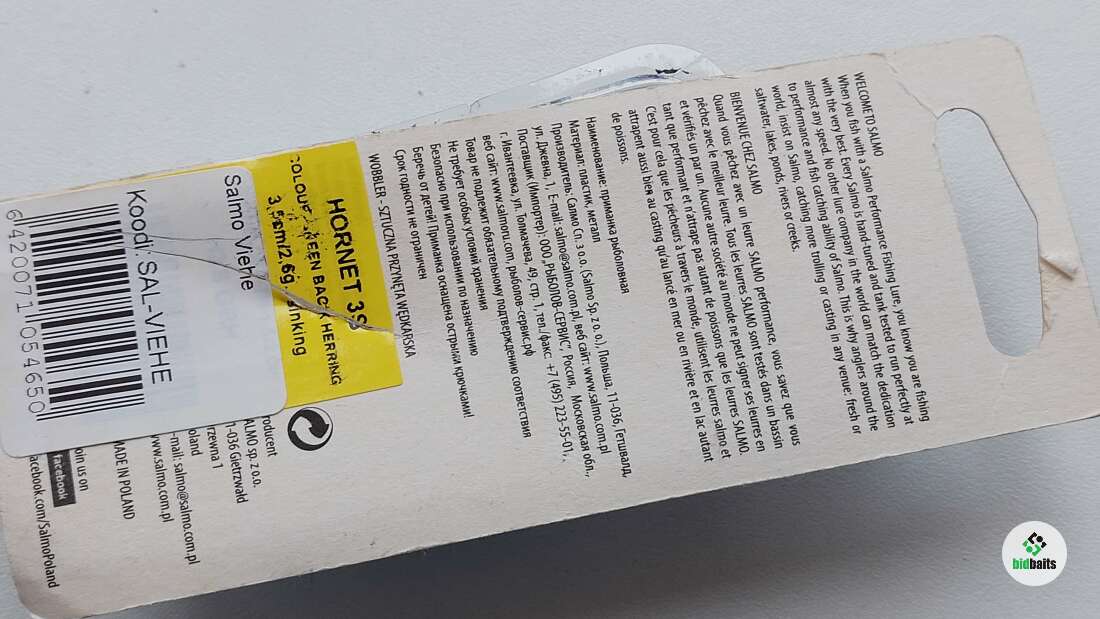 WELCOME TO SALMO
When you fish with a Salmo Performance Fishing Lure, you know you are fishing
with the very best. Every Salmo is hand-tuned and tank tested to run perfectly at
almost any speed. No other lure company in the world can match the dedication
to performance and fish catching ability of Salmo. This is why anglers around the
world, insist on Salmo, catching more trolling or casting in any venue: fresh or
saltwater, lakes, ponds, rivers or creeks.
BIENVENUE CHEZ SALMO
Quand vous pêchez avec un leurre SALMO performance, vous savez que vous
pêchez avec le meilleur leurre. Tous les leurres SALMO sont testés dans un bassin
et vérifiés un par un. Aucune autre société au monde ne peut signer ses leurres en
tant que performant et n'attrape pas autant de poissons que les leurres SALMO.
C'est pour cela que les pêcheurs à travers le monde, utilisent les leurres salmo et
attrapent aussi bien au casting qu'au lancé en mer ou en rivière et en lac autant
de poissons.
Наименование: приманка рыболовная
Материал: пластик, металл
Производитель: Салмо Сп. з о.о. (Salmo sp. z o.o.), Польша, 11-036, Гетшвалд,
ул. Джевна, 1, E-mail: salmo@salmo.com.pl, веб сайт: www.salmo.com.pl
Поставщик (Импортер): ООО „РЫБОЛОВ-СЕРВИС", Россия, Московская обл.,
г. Ивантеевка, ул. Толмачева, 49, стр. 1, тел./факс: +7 (495) 223-55-01,
веб сайт: www.salmoru.com, рыболов-сервис.рф
Товар не подлежит обязательному подтверждению соответствия
Не требует особых условий хранения
Безопасно при использовании по назначению
Беречь от детей! Приманка оснащена острыми крючками!
Срок годности не ограничен
WOBBLER - SZTUCZNA PRZYNĘTA WĘDKARSKA
HORNET 3S
COLOUR: GREEN BACK HERRING
3,5cm/2,6g, sinking
Salmo Viehe
Koodi: SAL-VIEHE
6420071105465
roducent
ALMO sp. z o.o.
rzewna 1
1-036 Gietrzwałd
oland
-mail: salmo@salmo.com.pl
ww.salmo.com.pl
MADE IN POLAND
oin us on
facebook
facebook.com/SalmoPoland
bidbaits